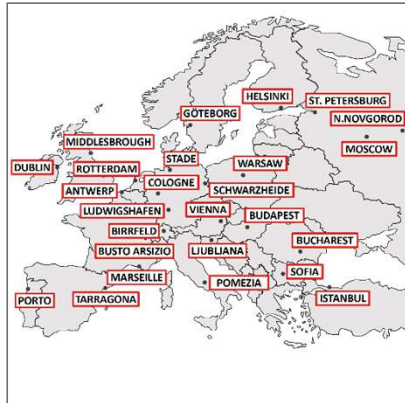 HELSINKI
ST. PETERSBURG
GÖTEBORG
N.NOVGOROD
MIDDLESBROUGH
MOSCOW
DUBLIN
ROTTERDAM
STADE
WARSAW
ANTWERP
COLOGNE
SCHWARZHEIDE
LUDWIGSHAFEN
VIENNA
BUDAPEST
BIRRFELD
BUCHAREST
BUSTO ARSIZIO
LJUBLIANA
MARSEILLE
POMEZIA
SOFIA
PORTO
TARRAGONA
ISTANBUL